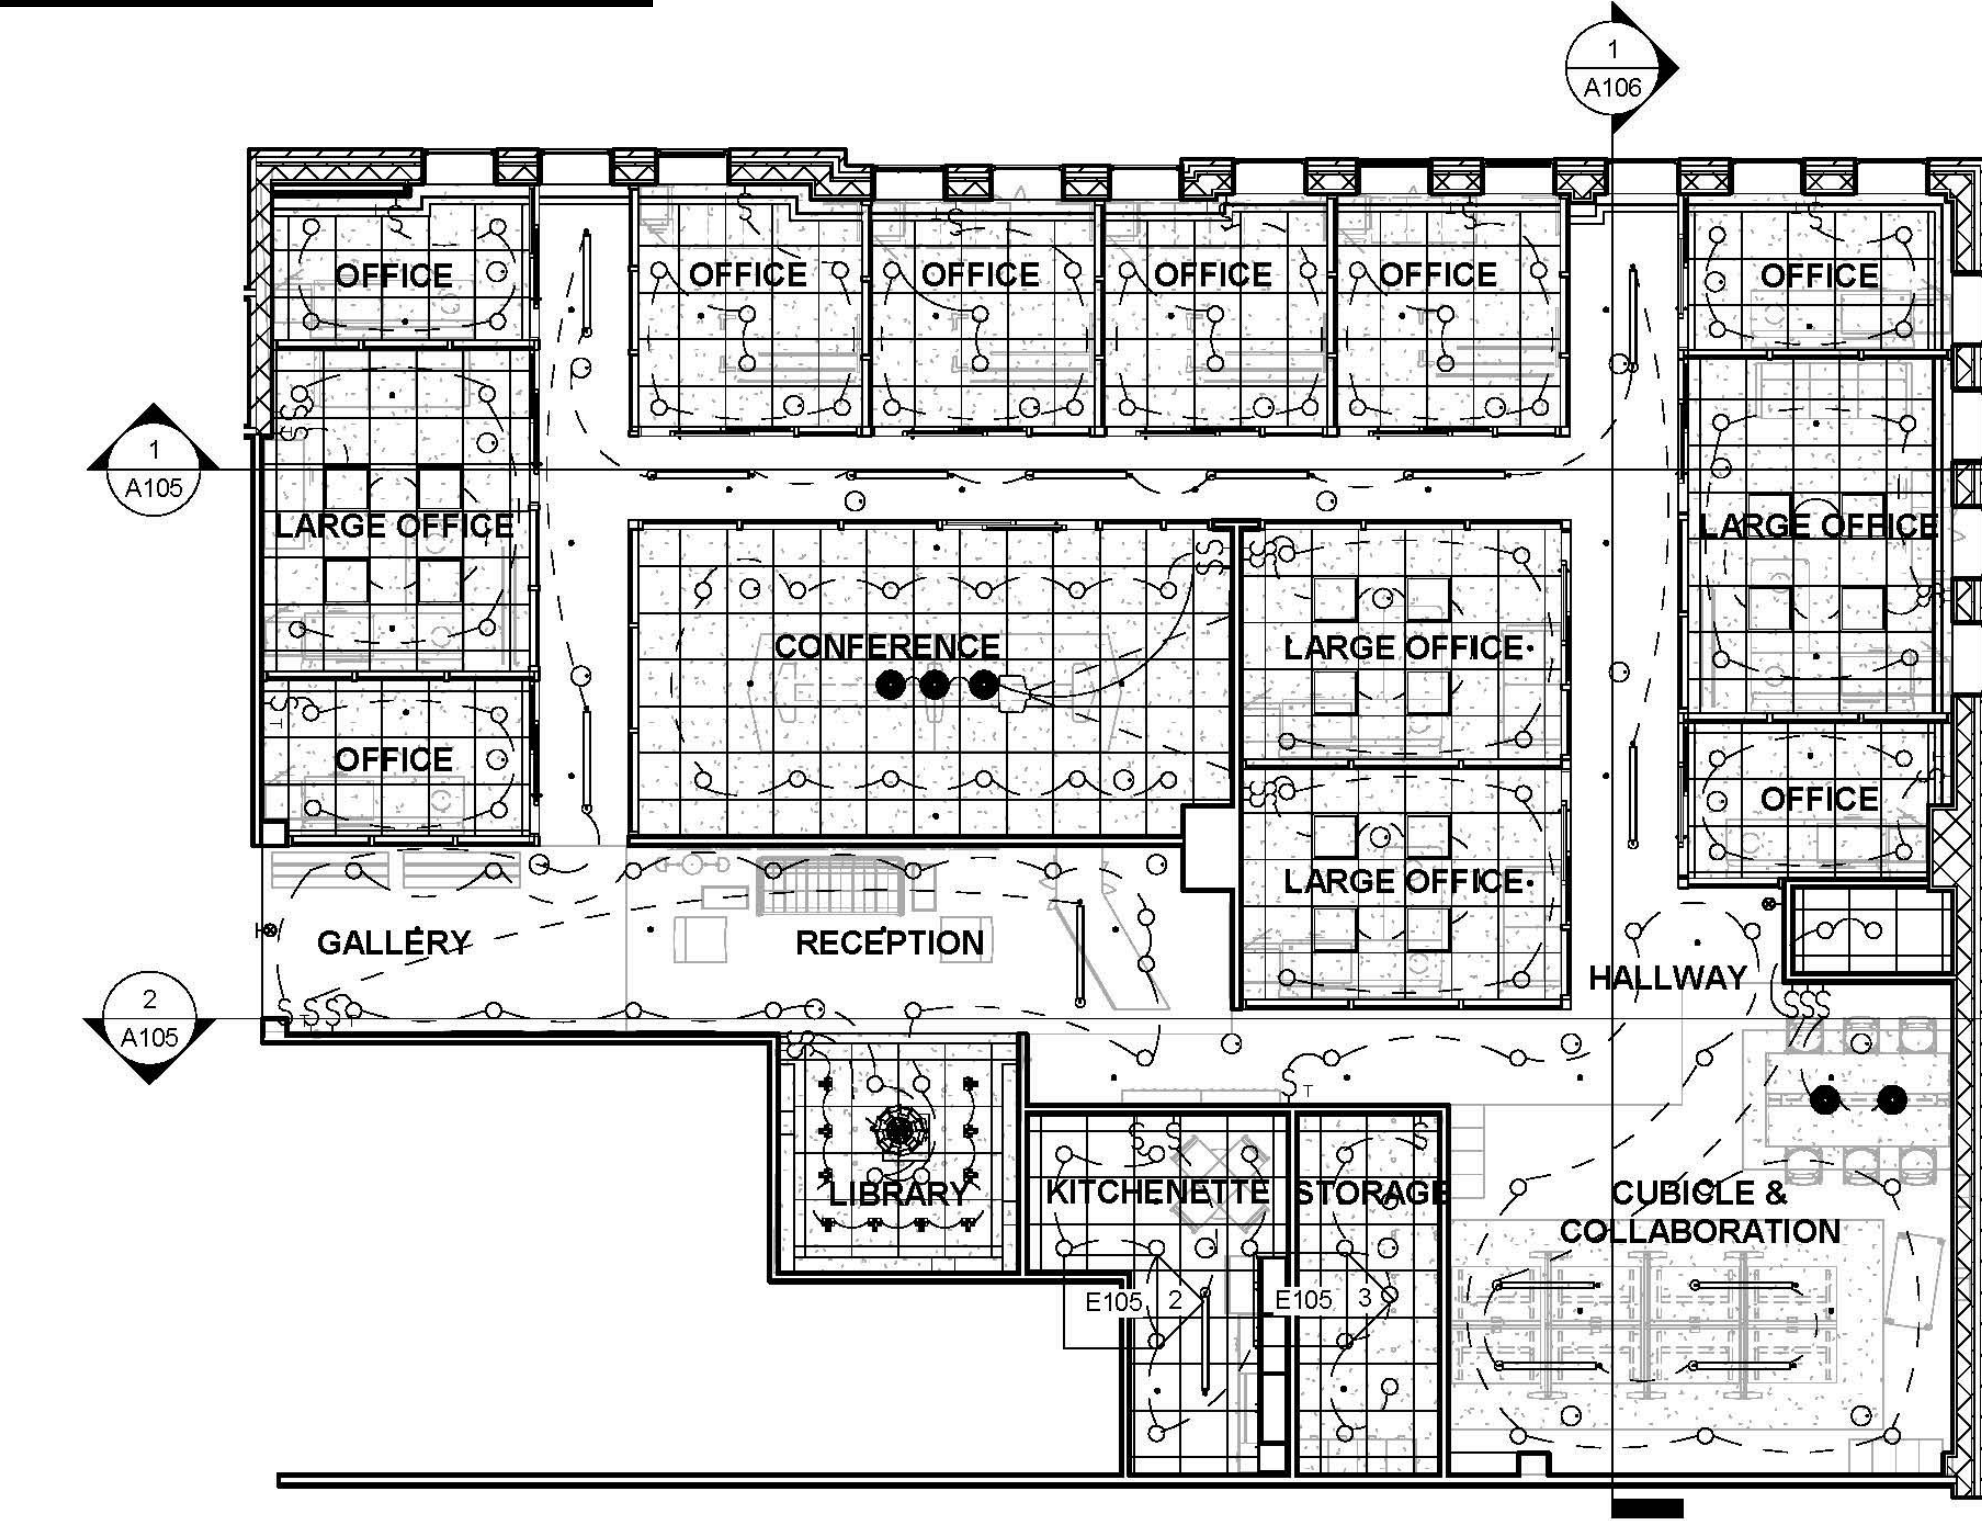 1
A106
OFFICE
OFFICE
OFFICE
OFFICE
OFFICE
OFFICE
1
A105
LARGE OFFICE
LARGE OFFICE
CONFERENCE
LARGE OFFICE
OFFICE
OFFICE
LARGE OFFICE
GALLERY
RECEPTION
HALLWAY
2
A105
S
T
S
T
S
T
S
T
LIBRARY
KITCHENETTE
STORAGE
CUBICLE &
COLLABORATION
E105
2
E105
3